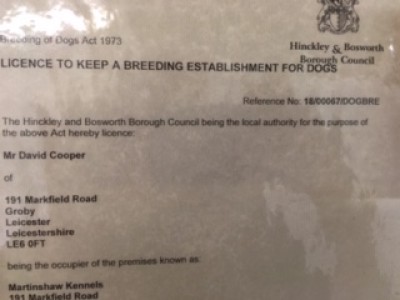 Breeding of Dogs Act 1973
Hinckley & Bosworth
Borough Council
LICENCE TO KEEP A BREEDING ESTABLISHMENT FOR DOGS
Reference No: 18/00067/DOGBRE
The Hinckley and Bosworth Borough Council being the local authority for the purpose of
the above Act hereby licence:
Mr David Cooper
of
191 Markfield Road
Groby
Leicester
Leicestershire
LE6 0FT
being the occupier of the premises known as:
Martinshaw Kennels
191 Markfield Road